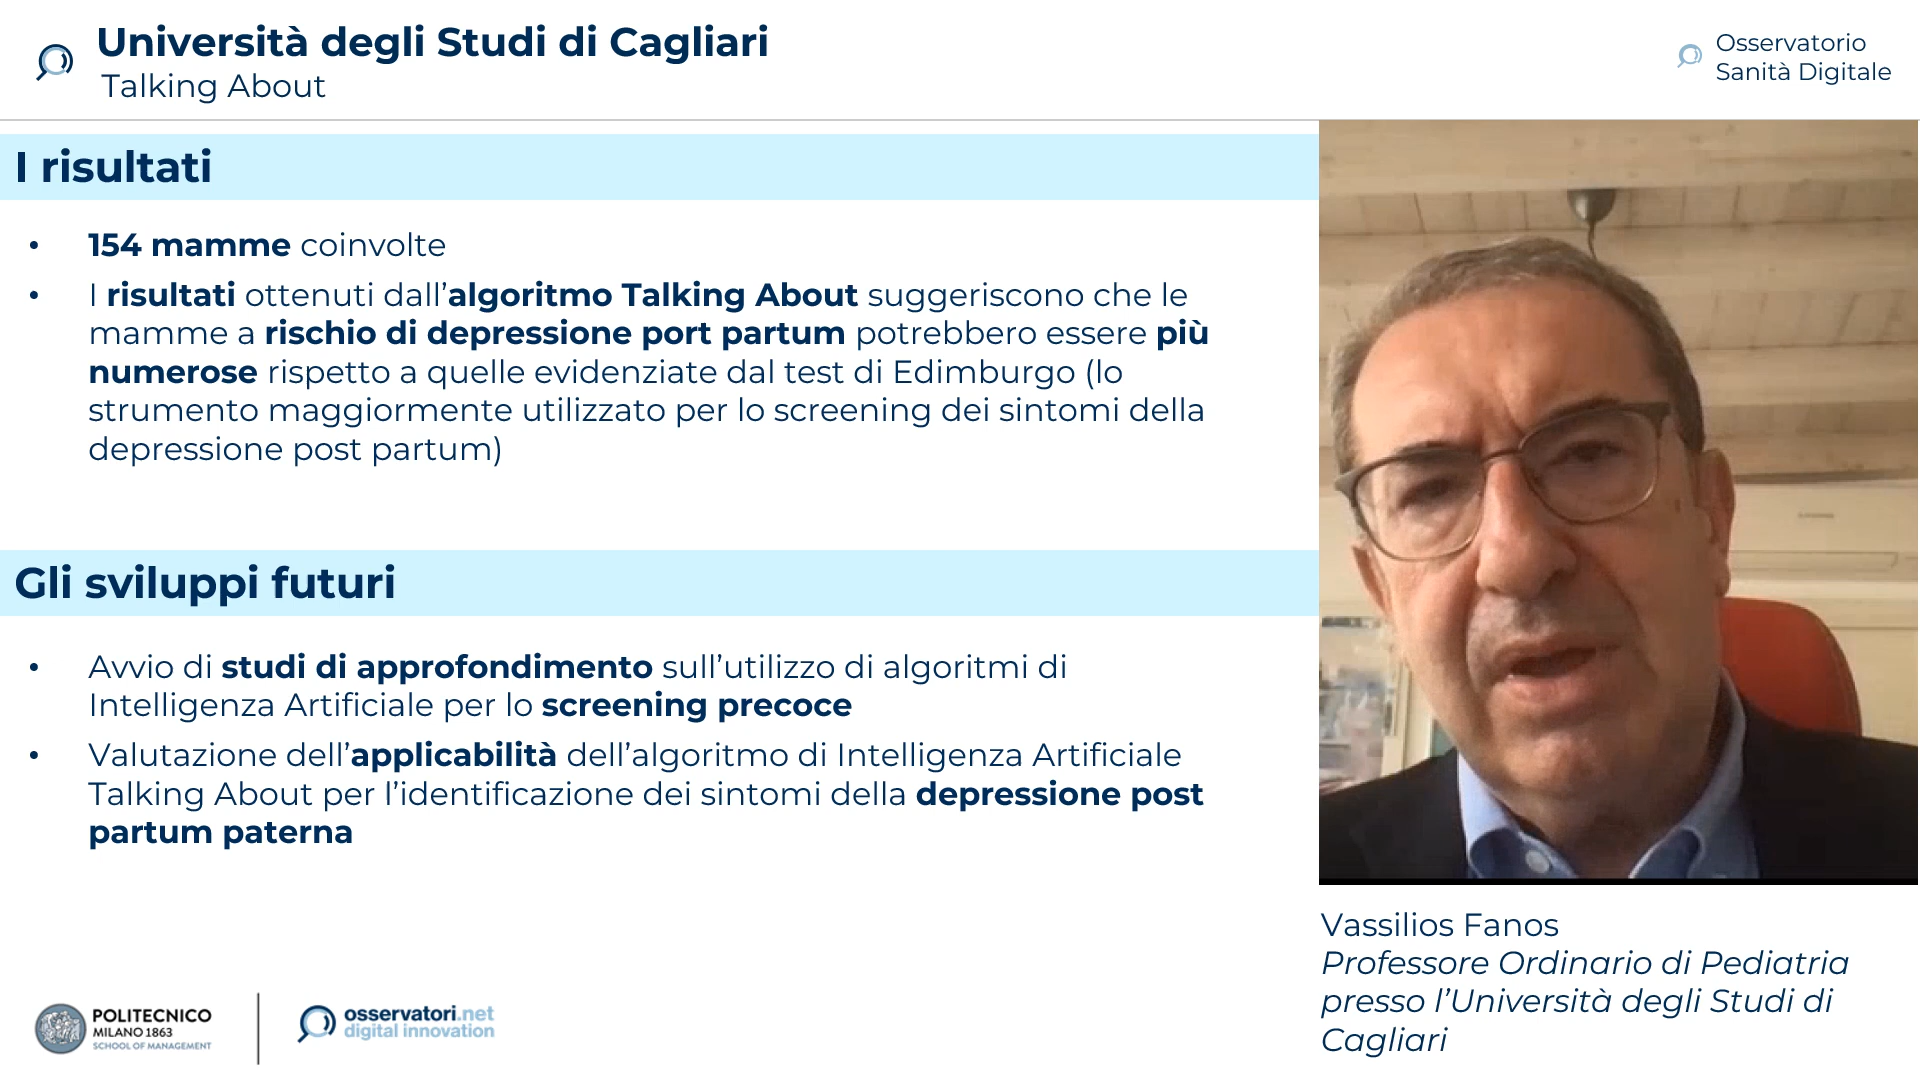 Università degli Studi di Cagliari
Talking About
Osservatorio
Sanità Digitale
I risultati
• 154 mamme coinvolte
• I risultati ottenuti dall’algoritmo Talking About suggeriscono che le
mamme a rischio di depressione port partum potrebbero essere più
numerose rispetto a quelle evidenziate dal test di Edimburgo (lo
strumento maggiormente utilizzato per lo screening dei sintomi della
depressione post partum)
Gli sviluppi futuri
• Avvio di studi di approfondimento sull’utilizzo di algoritmi di
Intelligenza Artificiale per lo screening precoce
• Valutazione dell’applicabilità dell’algoritmo di Intelligenza Artificiale
Talking About per l’identificazione dei sintomi della depressione post
partum paterna
Vassilios Fanos
Professore Ordinario di Pediatria
presso l’Università degli Studi di
Cagliari
POLITECNICO
MILANO 1863
SCHOOL OF MANAGEMENT
osservatori.net
digital innovation